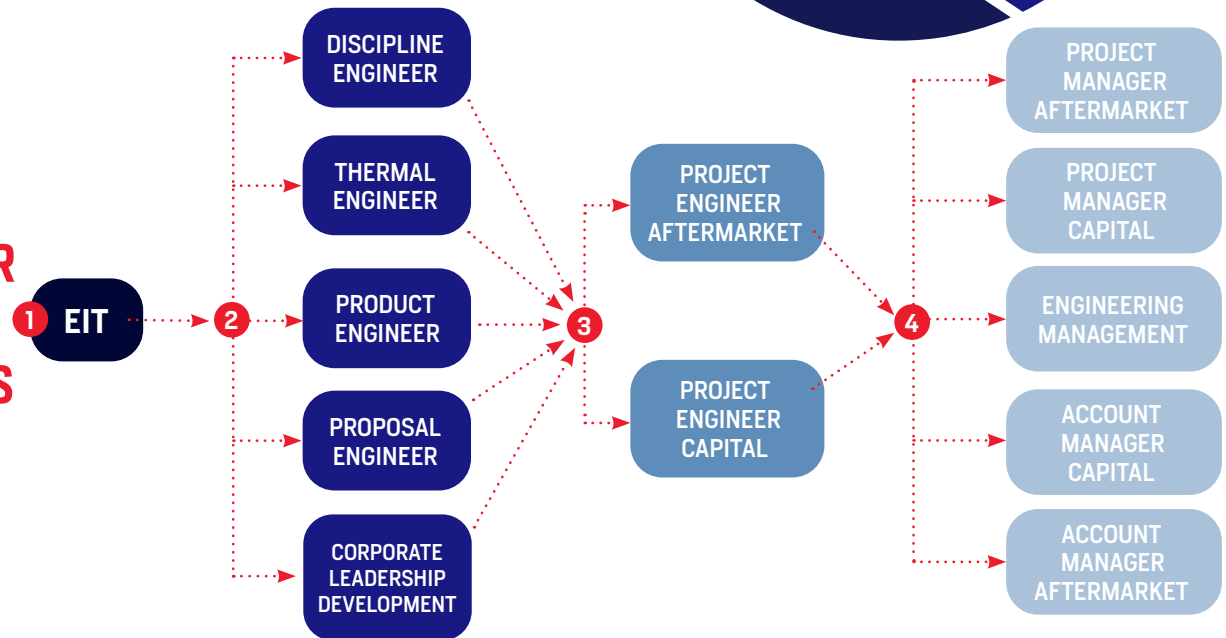 R
S
1
EIT
2
DISCIPLINE
ENGINEER
THERMAL
ENGINEER
PRODUCT
ENGINEER
PROPOSAL
ENGINEER
CORPORATE
LEADERSHIP
DEVELOPMENT
3
PROJECT
ENGINEER
AFTERMARKET
PROJECT
ENGINEER
CAPITAL
4
PROJECT
MANAGER
AFTERMARKET
PROJECT
MANAGER
CAPITAL
ENGINEERING
MANAGEMENT
ACCOUNT
MANAGER
CAPITAL
ACCOUNT
MANAGER
AFTERMARKET